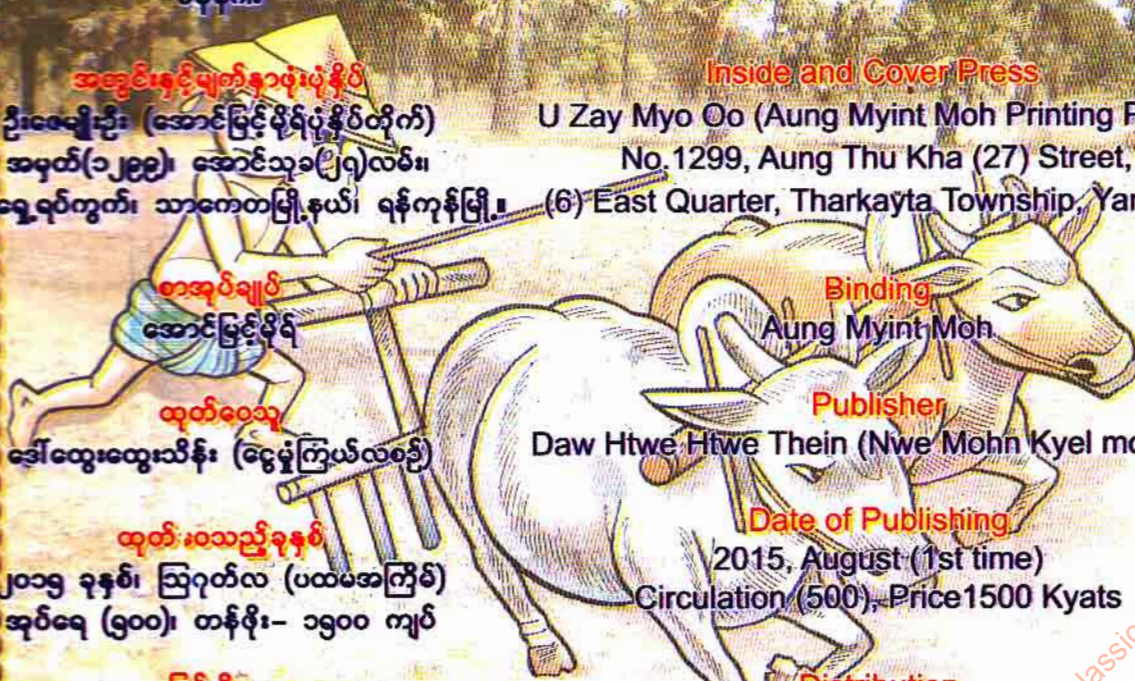 အတွင်းနှင့်မျက်နှာဖုံးပုံနှိပ်
ဦးဇေမျိုးဦး (အောင်မြင့်မိုရ်ပုံနှိပ်တိုက်)
အမှတ်(၁၂၉၉)၊ အောင်သုခ(၂၇)လမ်း၊
ရှေ့ရပ်ကွက်၊ သာကေတမြို့နယ်၊ ရန်ကုန်မြို့။
စာအုပ်ချုပ်
အောင်မြင့်မိုရ်
ထုတ်ဝေသူ
ဒေါ်ထွေးထွေးသိန်း (ငွေမှုံကြယ်လစဉ်)
ထုတ်ဝေသည့်ခုနှစ်
၂၀၁၅ ခုနှစ်၊ ဩဂုတ်လ (ပထမအကြိမ်)
အုပ်ရေ (၅၀၀)၊ တန်ဖိုး– ၁၅၀၀ ကျပ်
Inside and Cover Press
U Zay Myo Oo (Aung Myint Moh Printing
No.1299, Aung Thu Kha (27) Street,
(6) East Quarter, Tharkayta Township,
Binding
Aung Myint Moh
Publisher
Daw Htwe Htwe Thein (Nwe Mohn Kyel
Date of Publishing
2015, August (1st time)
Circulation (500), Price1500 Kyats
Distribution